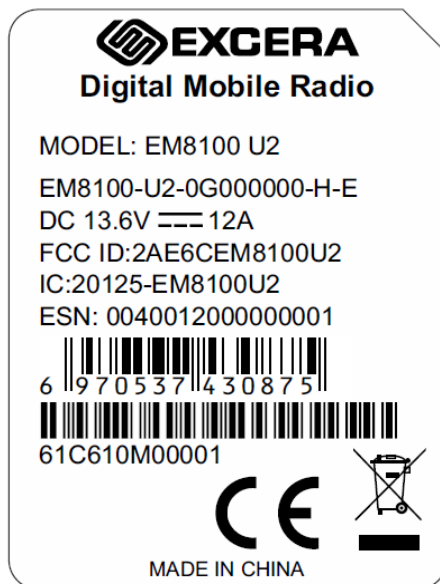 EXCERA
Digital Mobile Radio
MODEL: EM8100 U2
EM8100-U2-0G000000-H-E
DC 13.6V 12A
FCC ID:2AE6CEM8100U2
IC:20125-EM8100U2
ESN: 0040012000000001
6 970537 430875
61C610M00001
CE
MADE IN CHINA